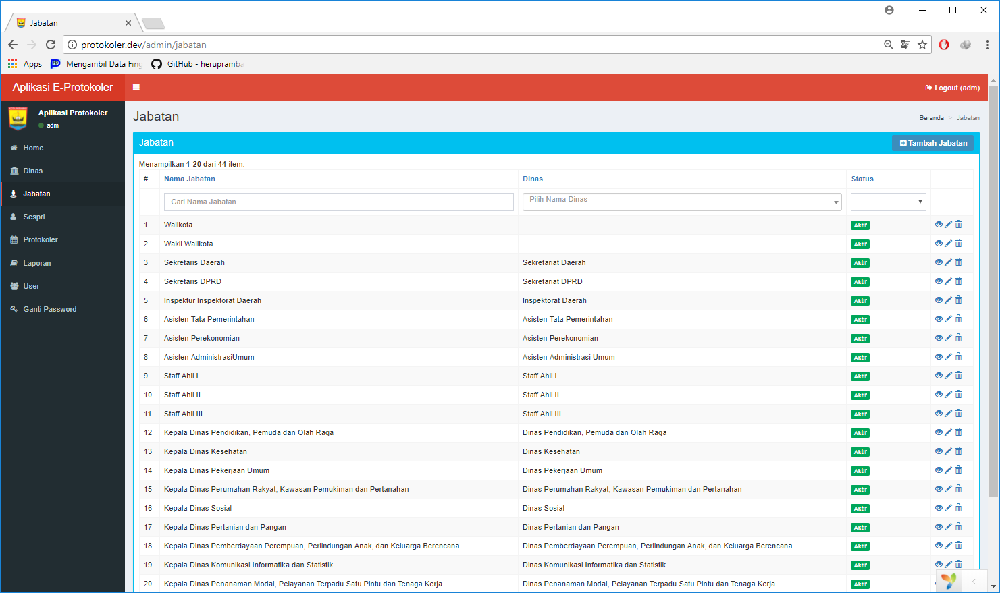 Jabatan
protokoler.dev/admin/jabatan
Apps Mengambil Data Fing GitHub - herupramba
Aplikasi E-Protokoler
Logout (adm)
Aplikasi Protokoler
adm
Home
Dinas
Jabatan
Sespri
Protokoler
Laporan
User
Ganti Password
Jabatan
Beranda > Jabatan
Jabatan
Tambah Jabatan
Menampilkan 1-20 dari 44 item.
# Nama Jabatan Dinas Status
Cari Nama Jabatan Pilih Nama Dinas
1 Walikota Aktif
2 Wakil Walikota Aktif
3 Sekretaris Daerah Sekretariat Daerah Aktif
4 Sekretaris DPRD Sekretariat DPRD Aktif
5 Inspektur Inspektorat Daerah Inspektorat Daerah Aktif
6 Asisten Tata Pemerintahan Asisten Tata Pemerintahan Aktif
7 Asisten Perekonomian Asisten Perekonomian Aktif
8 Asisten AdministrasiUmum Asisten Administrasi Umum Aktif
9 Staff Ahli I Staff Ahli I Aktif
10 Staff Ahli II Staff Ahli II Aktif
11 Staff Ahli III Staff Ahli III Aktif
12 Kepala Dinas Pendidikan, Pemuda dan Olah Raga Dinas Pendidikan, Pemuda dan Olah Raga Aktif
13 Kepala Dinas Kesehatan Dinas Kesehatan Aktif
14 Kepala Dinas Pekerjaan Umum Dinas Pekerjaan Umum Aktif
15 Kepala Dinas Perumahan Rakyat, Kawasan Pemukiman dan Pertanahan Dinas Perumahan Rakyat, Kawasan Pemukiman dan Pertanahan Aktif
16 Kepala Dinas Sosial Dinas Sosial Aktif
17 Kepala Dinas Pertanian dan Pangan Dinas Pertanian dan Pangan Aktif
18 Kepala Dinas Pemberdayaan Perempuan, Perlindungan Anak, dan Keluarga Berencana Dinas Pemberdayaan Perempuan, Perlindungan Anak, dan Keluarga Berencana Aktif
19 Kepala Dinas Komunikasi Informatika dan Statistik Dinas Komunikasi Informatika dan Statistik Aktif
20 Kepala Dinas Penanaman Modal, Pelayanan Terpadu Satu Pintu dan Tenaga Kerja Dinas Penanaman Modal, Pelayanan Terpadu Satu Pintu dan Tenaga Kerja Aktif